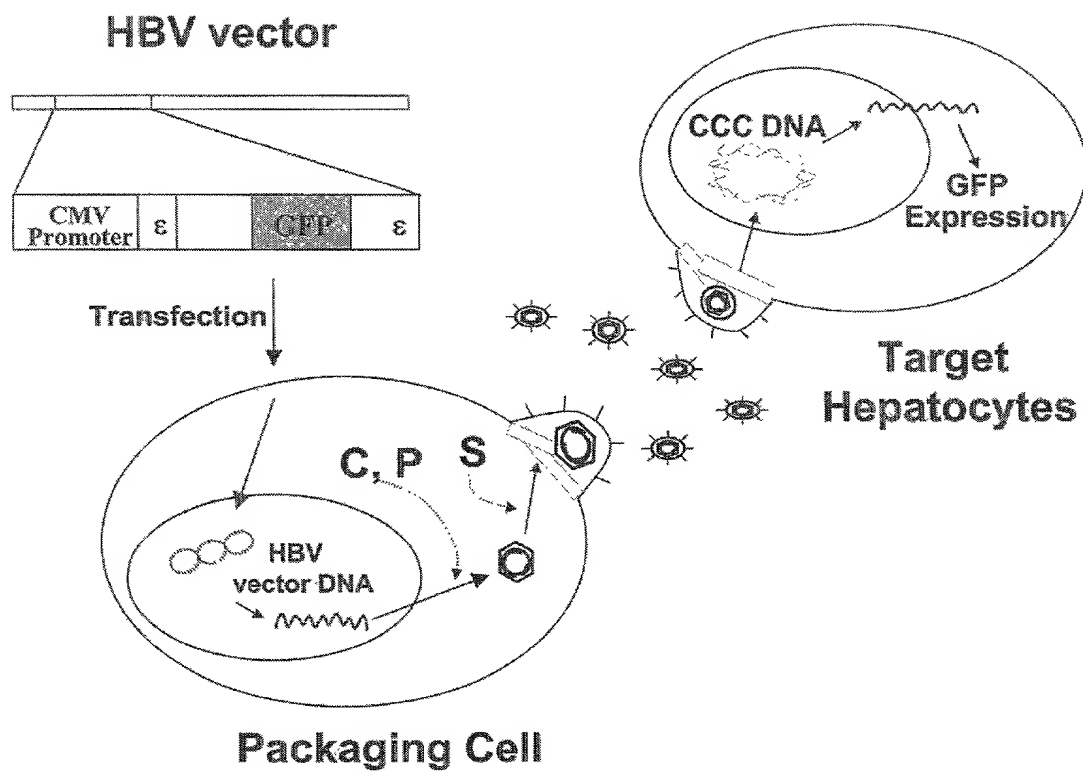 HBV vector
CMV
Promoter
ε
GFP
ε
Transfection
CCC DNA
GFP
Expression
Target
Hepatocytes
C, P
S
HBV
vector DNA
Packaging Cell